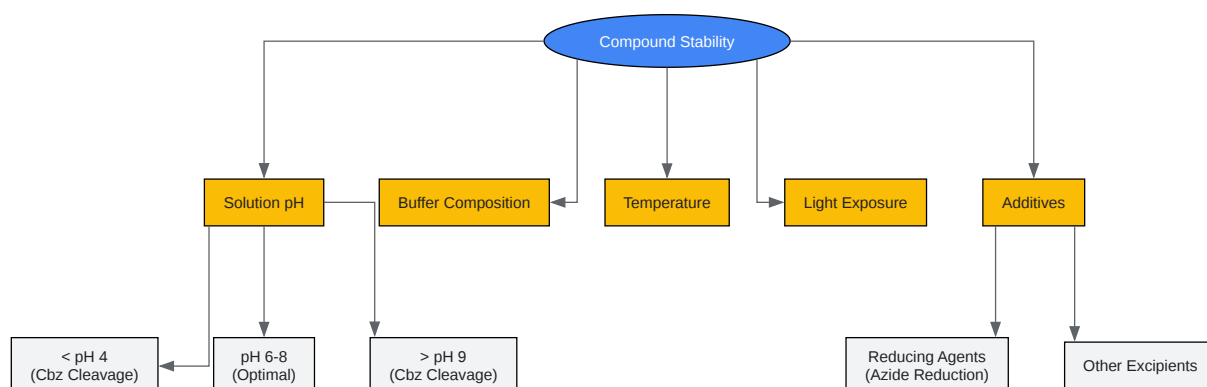 Compound Stability
Solution pH
Buffer Composition
Temperature
Light Exposure
Additives
< pH 4
(Cbz Cleavage)
pH 6-8
(Optimal)
> pH 9
(Cbz Cleavage)
Reducing Agents
(Azide Reduction)
Other Excipients